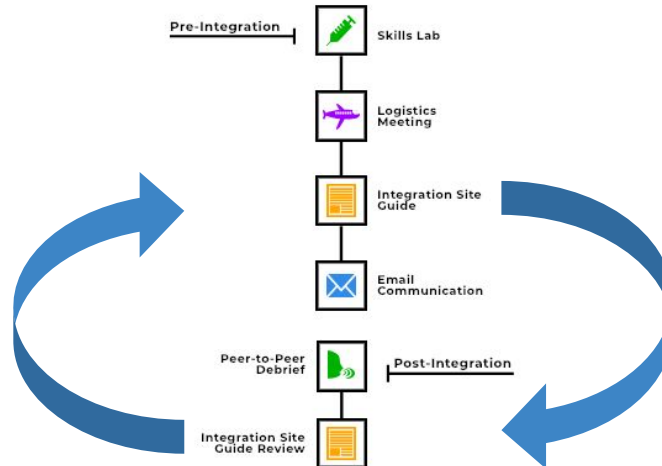 Pre-Integration
Skills Lab
Logistics
Meeting
Integration Site
Guide
Email
Communication
Peer-to-Peer
Debrief
Post-Integration
Integration Site
Guide Review